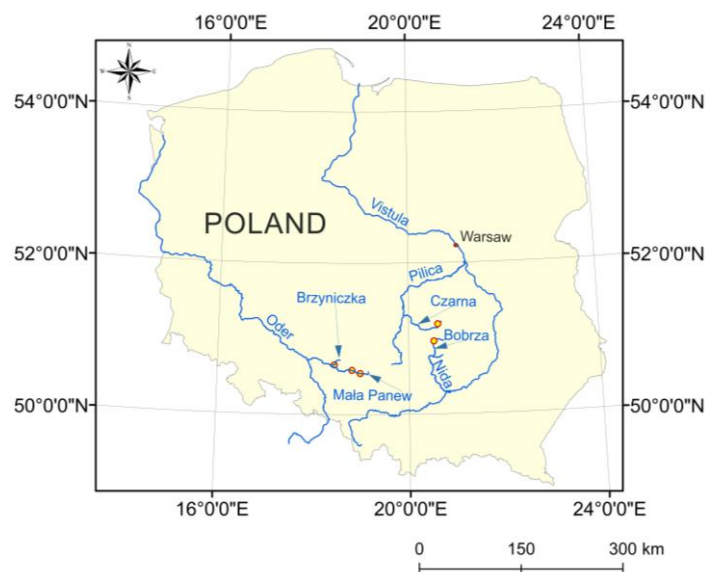 16°0'0"E 20°0'0"E 24°0'0"E
N
W E
S
54°0'0"N 54°0'0"N
Vistula
POLAND
Warsaw
52°0'0"N 52°0'0"N
Pilica
Brzyniczka Czarna
Oder
Bobrza
Nida
Mała Panew
50°0'0"N 50°0'0"N
16°0'0"E 20°0'0"E 24°0'0"E
0 150 300 km